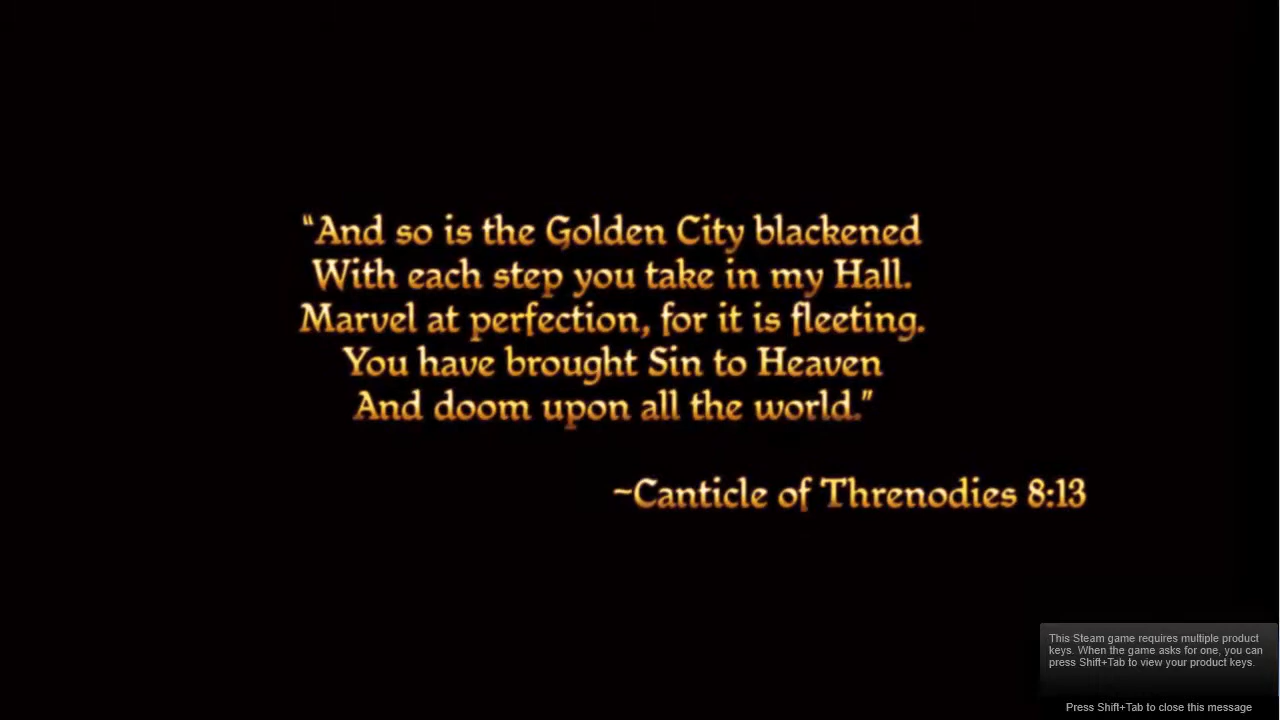 “And so is the Golden City blackened
With each step you take in my Hall.
Marvel at perfection, for it is fleeting.
You have brought Sin to Heaven
And doom upon all the world.”
~Canticle of Threnodies 8:13
This Steam game requires multiple product
keys. When the game asks for one, you can
press Shift+Tab to view your product keys.
Press Shift+Tab to close this message